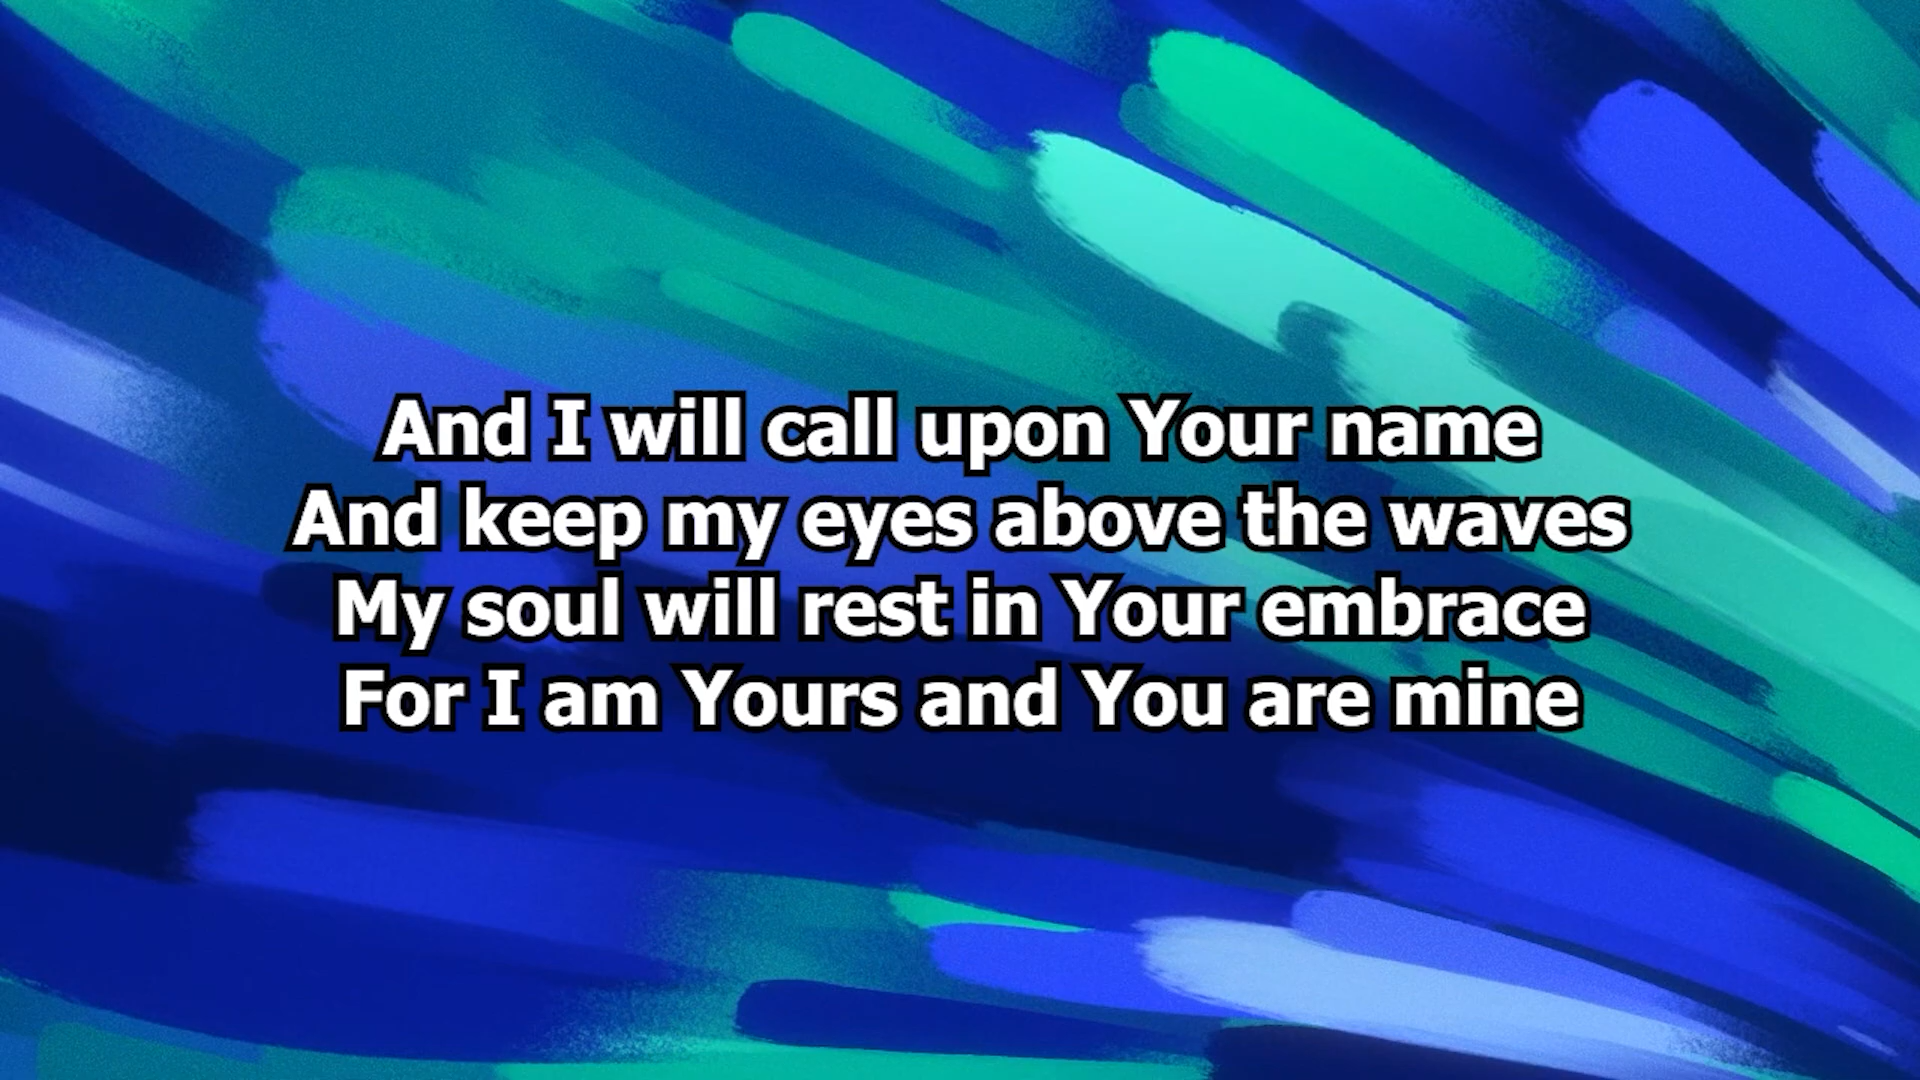 And I will call upon Your name
And keep my eyes above the waves
My soul will rest in Your embrace
For I am Yours and You are mine